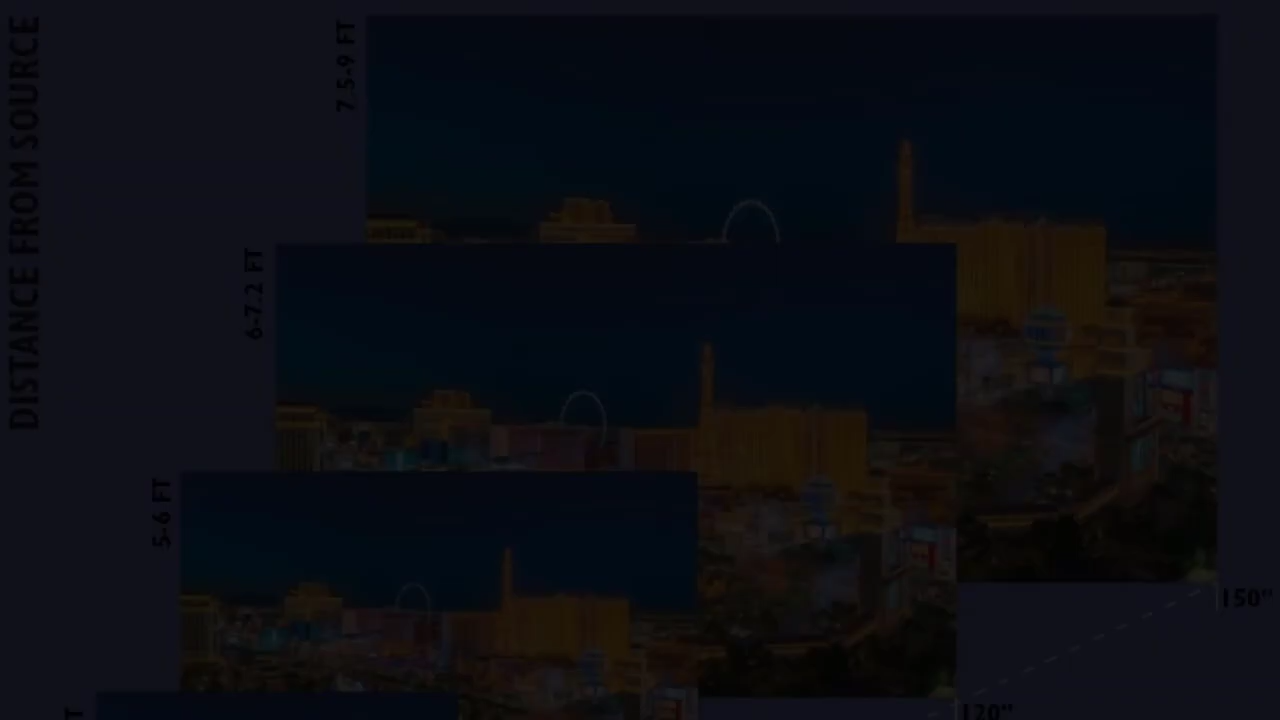 DISTANCE FROM SOURCE
7.5-9 FT
6-7.2 FT
5-6 FT
150"
120"